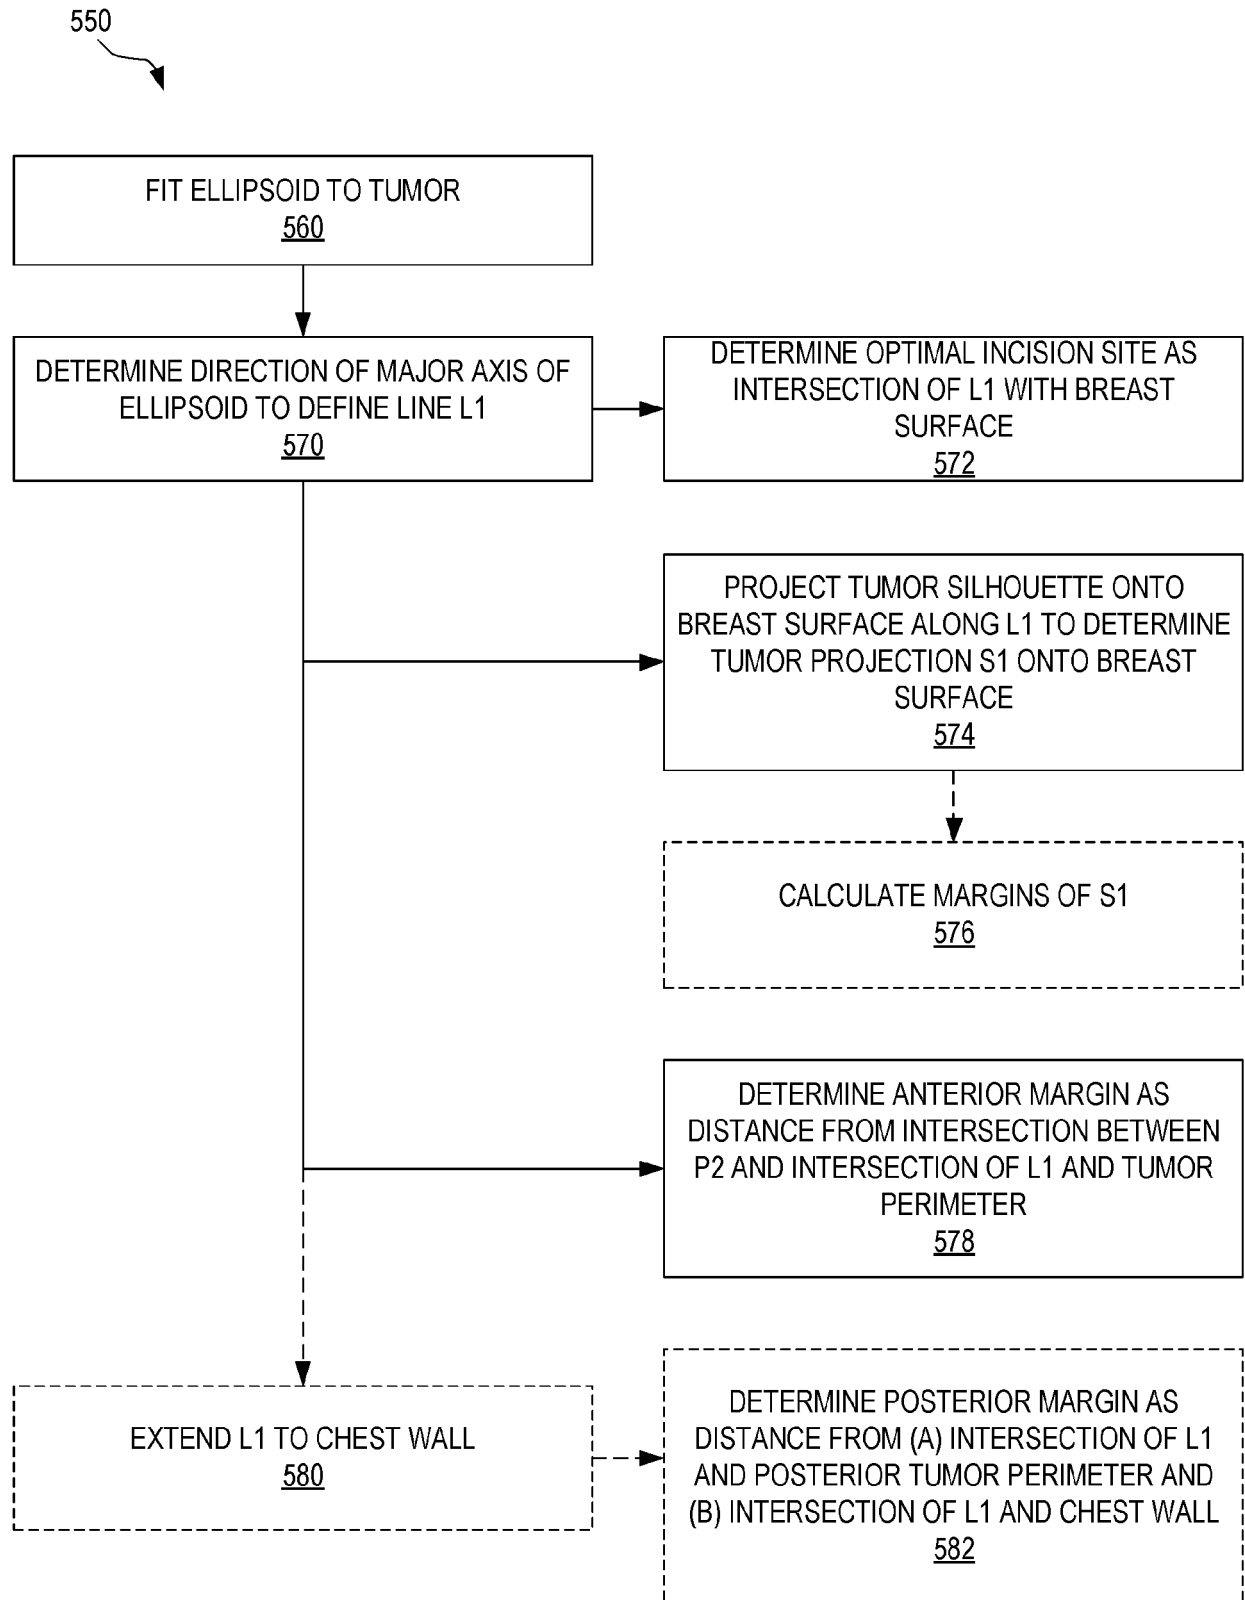 550
FIT ELLIPSOID TO TUMOR
560
DETERMINE DIRECTION OF MAJOR AXIS OF
ELLIPSOID TO DEFINE LINE L1
570
DETERMINE OPTIMAL INCISION SITE AS
INTERSECTION OF L1 WITH BREAST
SURFACE
572
PROJECT TUMOR SILHOUETTE ONTO
BREAST SURFACE ALONG L1 TO DETERMINE
TUMOR PROJECTION S1 ONTO BREAST
SURFACE
574
CALCULATE MARGINS OF S1
576
DETERMINE ANTERIOR MARGIN AS
DISTANCE FROM INTERSECTION BETWEEN
P2 AND INTERSECTION OF L1 AND TUMOR
PERIMETER
578
EXTEND L1 TO CHEST WALL
580
DETERMINE POSTERIOR MARGIN AS
DISTANCE FROM (A) INTERSECTION OF L1
AND POSTERIOR TUMOR PERIMETER AND
(B) INTERSECTION OF L1 AND CHEST WALL
582